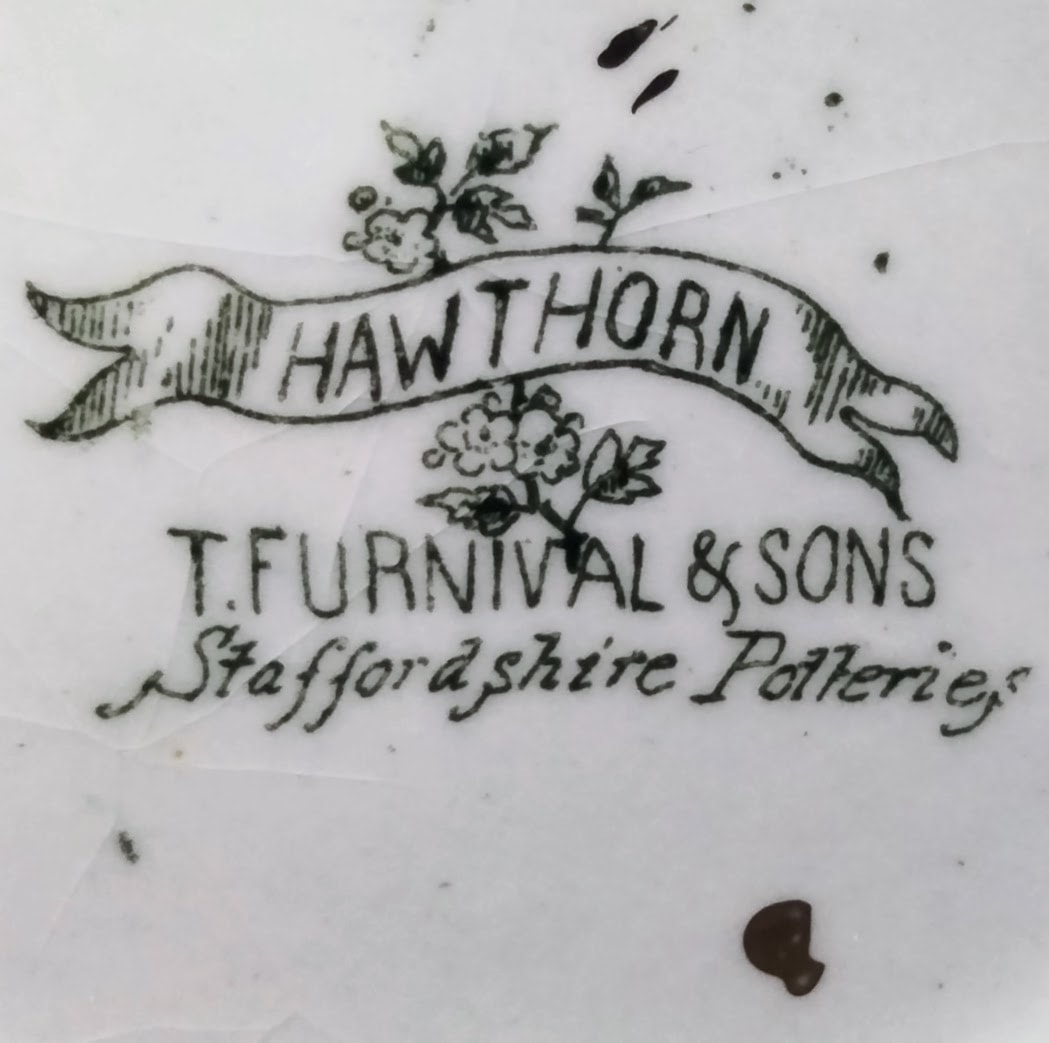 HAWTHORN
T. FURNIVAL & SONS
Staffordshire Potteries